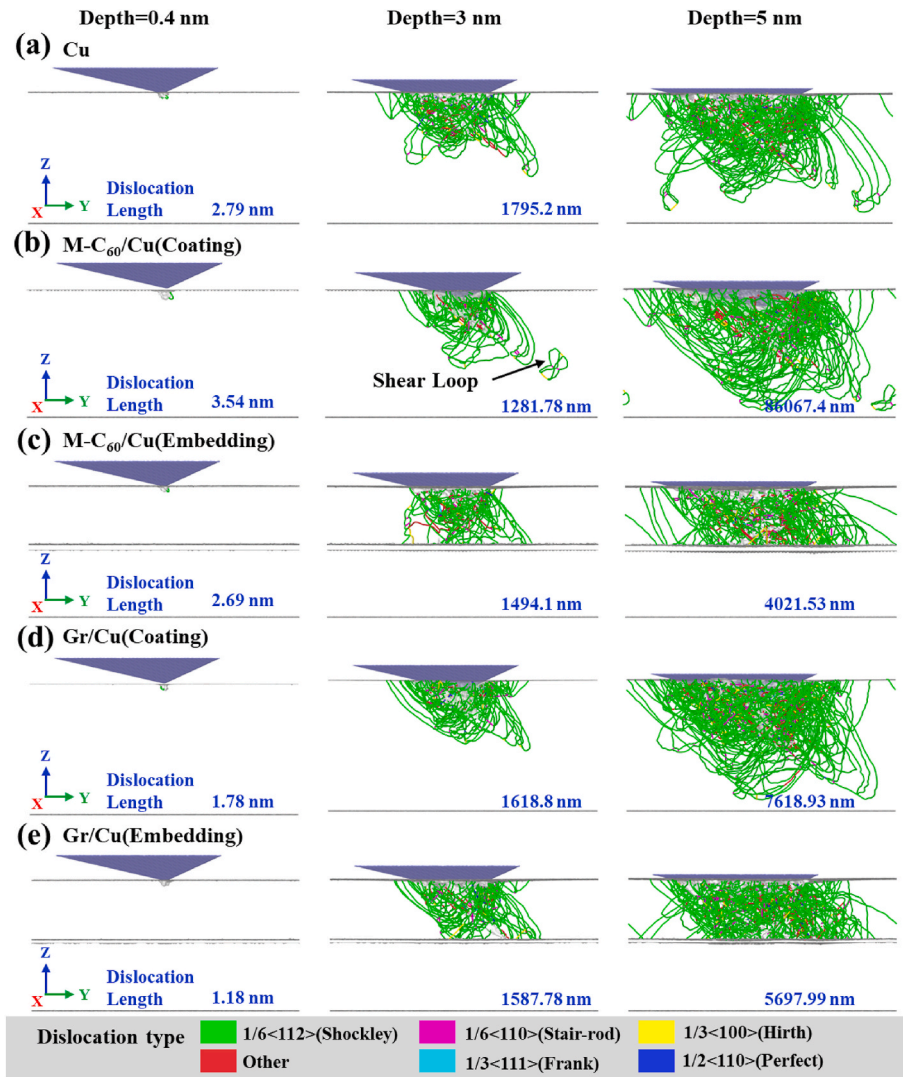 Depth=0.4 nm Depth=3 nm Depth=5 nm
(a) Cu
Z
X Y
Dislocation
Length 2.79 nm 1795.2 nm
(b) M-C₆₀/Cu(Coating)
Shear Loop
Z
X Y
Dislocation
Length 3.54 nm 1281.78 nm 86067.4 nm
(c) M-C₆₀/Cu(Embedding)
Z
X Y
Dislocation
Length 2.69 nm 1494.1 nm 4021.53 nm
(d) Gr/Cu(Coating)
Z
X Y
Dislocation
Length 1.78 nm 1618.8 nm 7618.93 nm
(e) Gr/Cu(Embedding)
Z
X Y
Dislocation
Length 1.18 nm 1587.78 nm 5697.99 nm
Dislocation type 1/6<112>(Shockley) 1/6<110>(Stair-rod) 1/3<100>(Hirth)
Other 1/3<111>(Frank) 1/2<110>(Perfect)